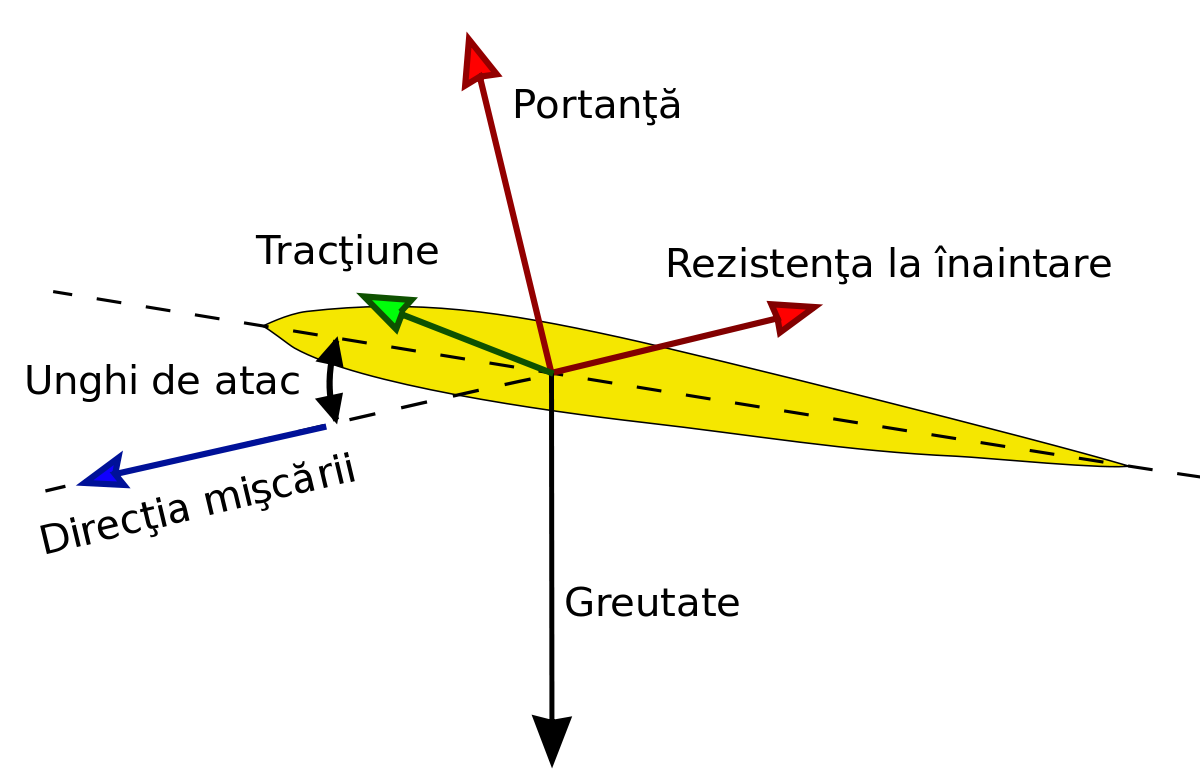 Portanţă
Tracţiune
Rezistenţa la înaintare
Unghi de atac
Direcţia mişcării
Greutate